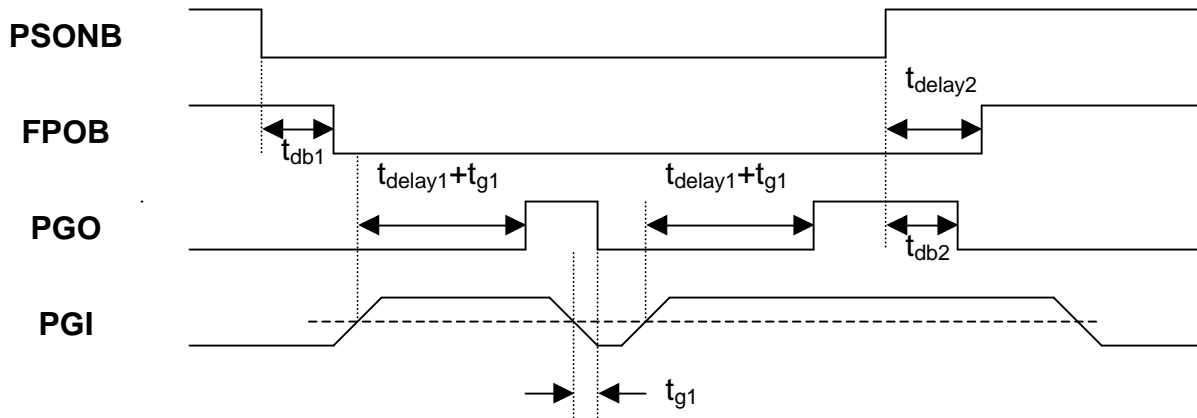 PSONB
t_delay2
FPOB
t_db1
t_delay1+t_g1
t_delay1+t_g1
PGO
t_db2
PGI
t_g1